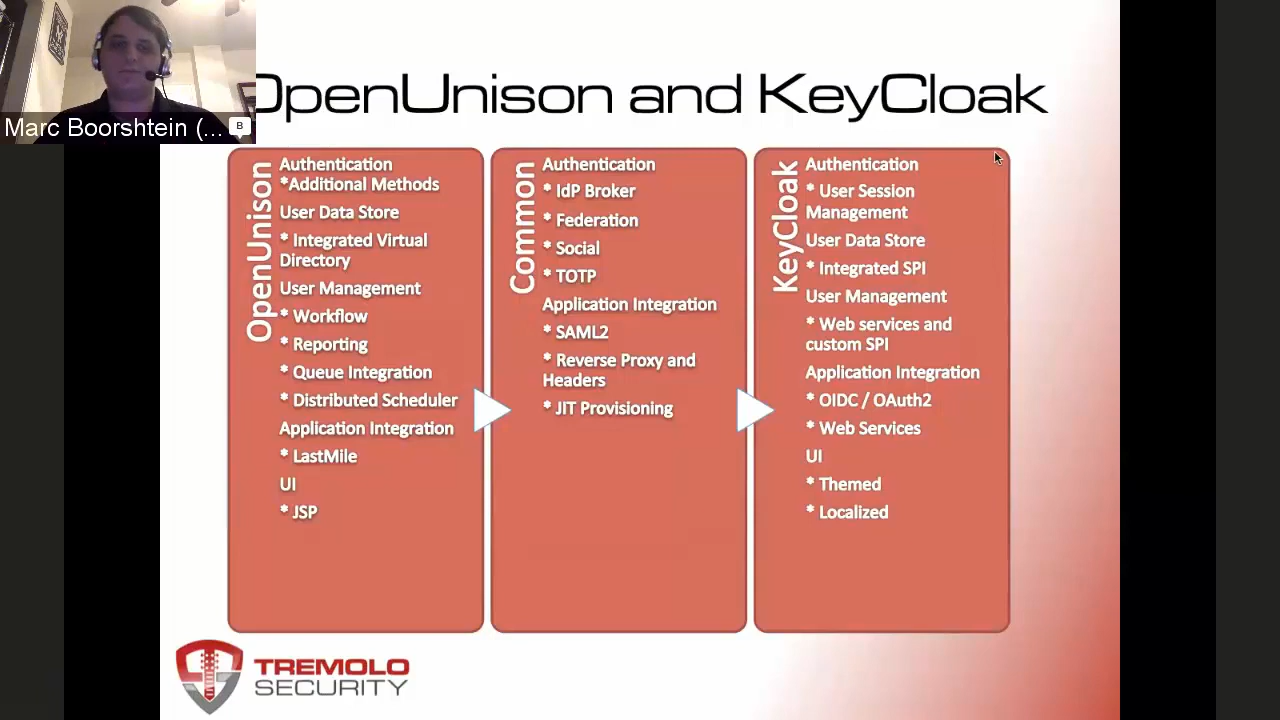 OpenUnison and KeyCloak
Marc Boorshtein (...
B
OpenUnison
Authentication
*Additional Methods
User Data Store
* Integrated Virtual
Directory
User Management
* Workflow
* Reporting
* Queue Integration
* Distributed Scheduler
Application Integration
* LastMile
UI
* JSP
Common
Authentication
* IdP Broker
* Federation
* Social
* TOTP
Application Integration
* SAML2
* Reverse Proxy and
Headers
* JIT Provisioning
KeyCloak
Authentication
* User Session
Management
User Data Store
* Integrated SPI
User Management
* Web services and
custom SPI
Application Integration
* OIDC / OAuth2
* Web Services
UI
* Themed
* Localized
TREMOLO
SECURITY